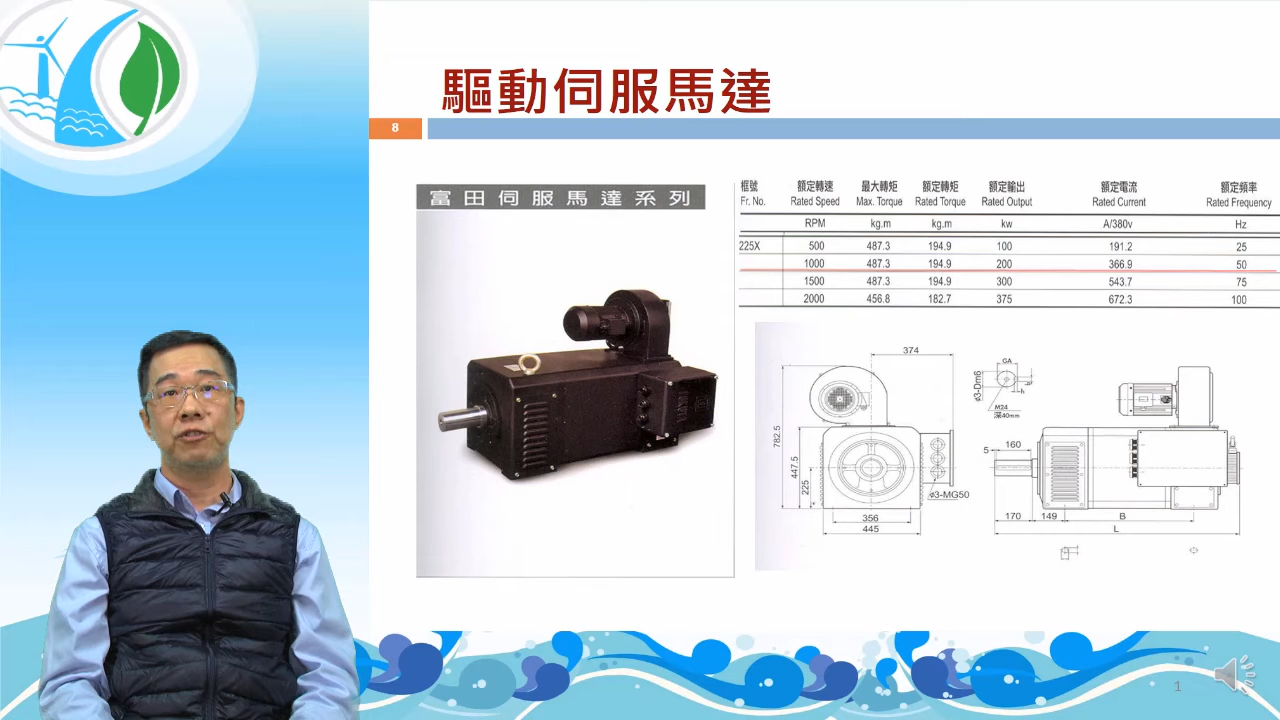 驅動伺服馬達
8
富田伺服馬達系列
框號 額定轉速 最大轉矩 額定轉矩 額定輸出 額定電流 額定頻率
Fr. No. Rated Speed Max. Torque Rated Torque Rated Output Rated Current Rated Frequency
RPM kg.m kg.m kw A/380v Hz
225X 500 487.3 194.9 100 191.2 25
1000 487.3 194.9 200 366.9 50
1500 487.3 194.9 300 543.7 75
2000 456.8 182.7 375 672.3 100
374
782.5
447.5
225
ø3-MG50
356
445
GA
ø3-Dm6
h
M24
深40mm
5
160
170
149
B
L
1